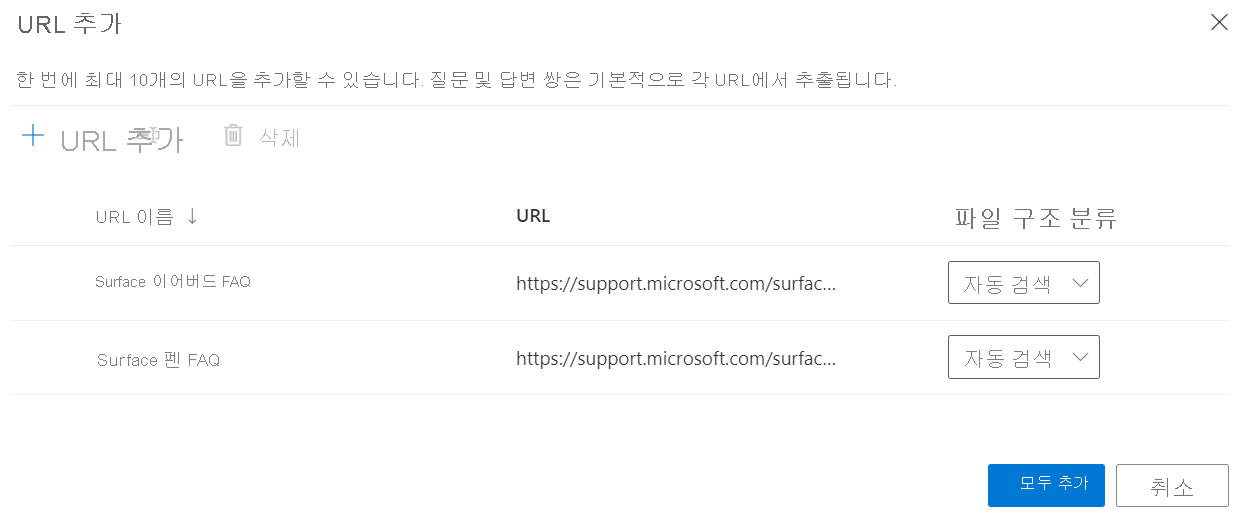 URL 추가
한 번에 최대 10개의 URL을 추가할 수 있습니다. 질문 및 답변 쌍은 기본적으로 각 URL에서 추출됩니다.
URL 추가 삭제
URL 이름 ↓ URL 파일 구조 분류
Surface 이어버드 FAQ https://support.microsoft.com/surfac... 자동 검색
Surface 펜 FAQ https://support.microsoft.com/surfac... 자동 검색
모두 추가 취소